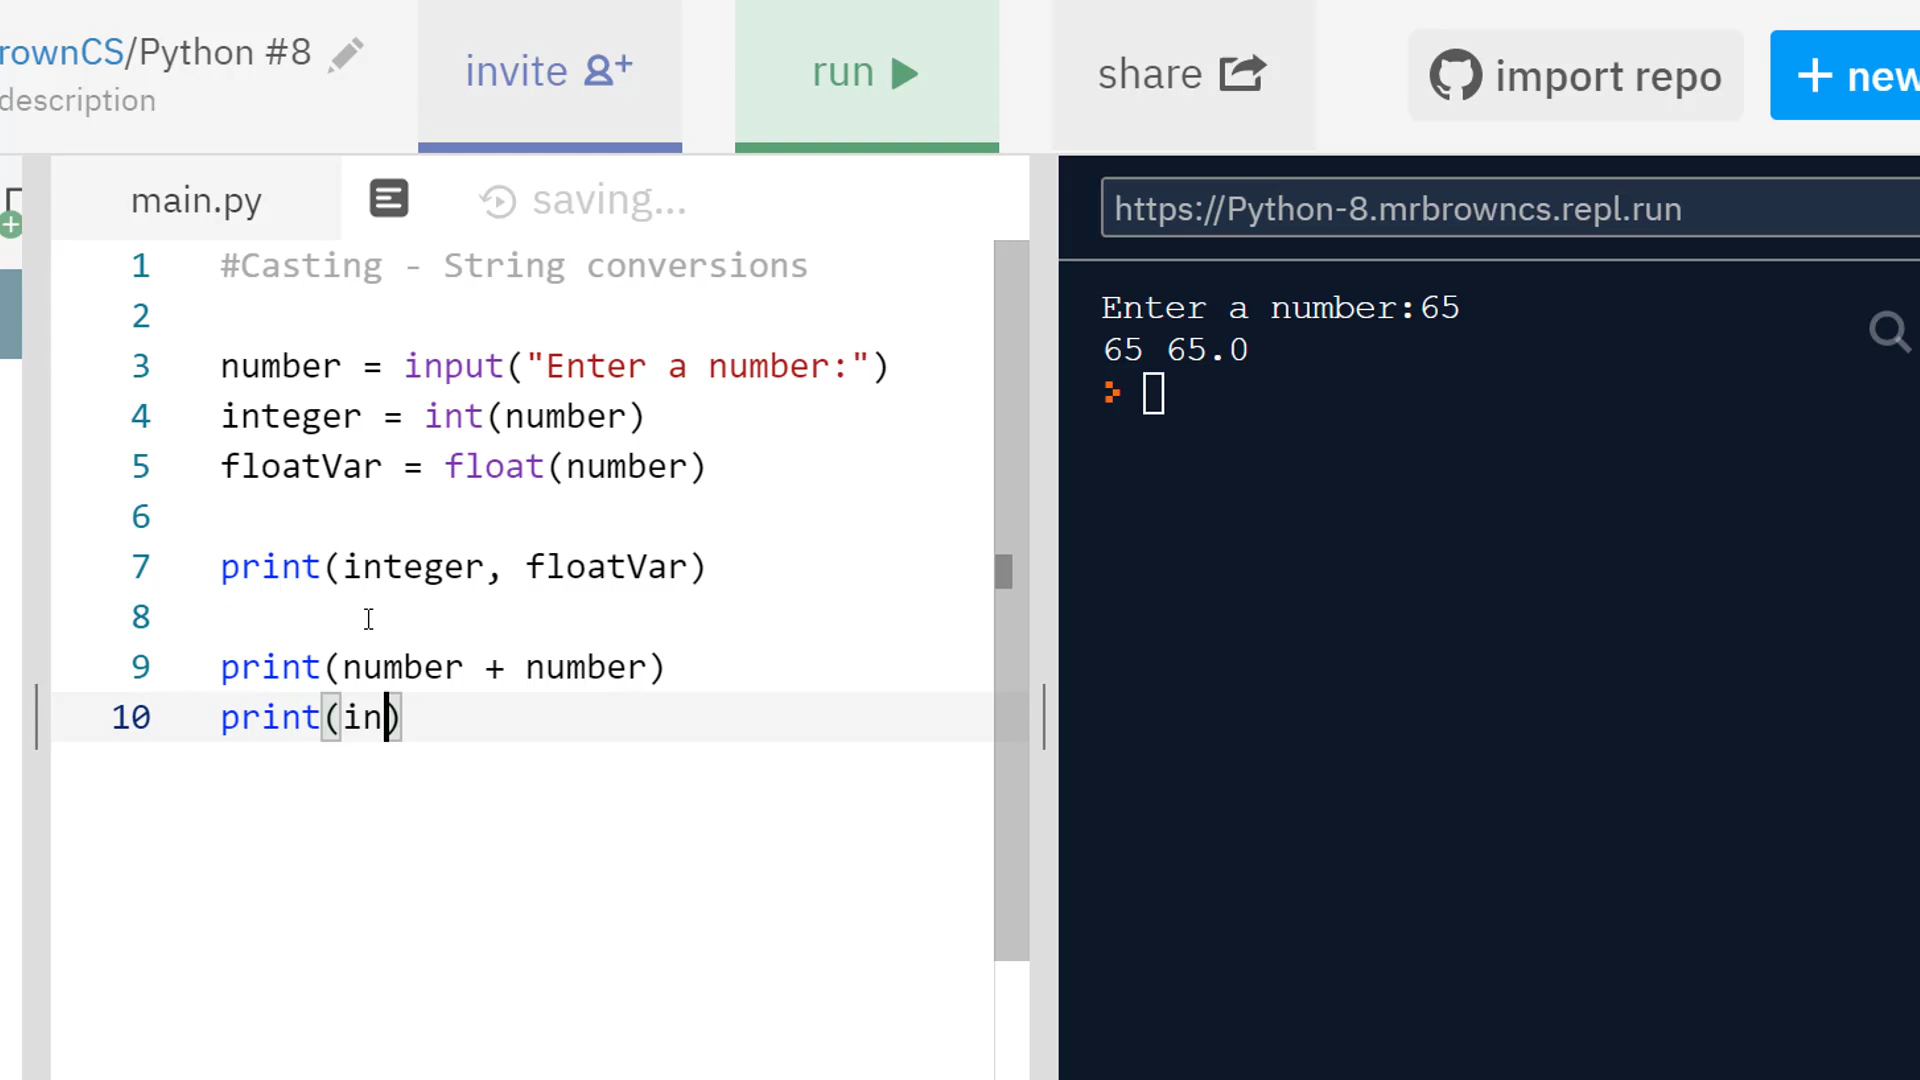 rownCS/Python #8
description
invite
run
share
import repo
+ new
main.py
saving...
https://Python-8.mrbrowncs.repl.run
1 #Casting - String conversions
2
3 number = input("Enter a number:")
4 integer = int(number)
5 floatVar = float(number)
6
7 print(integer, floatVar)
8
9 print(number + number)
10 print(in)
Enter a number:65
65 65.0